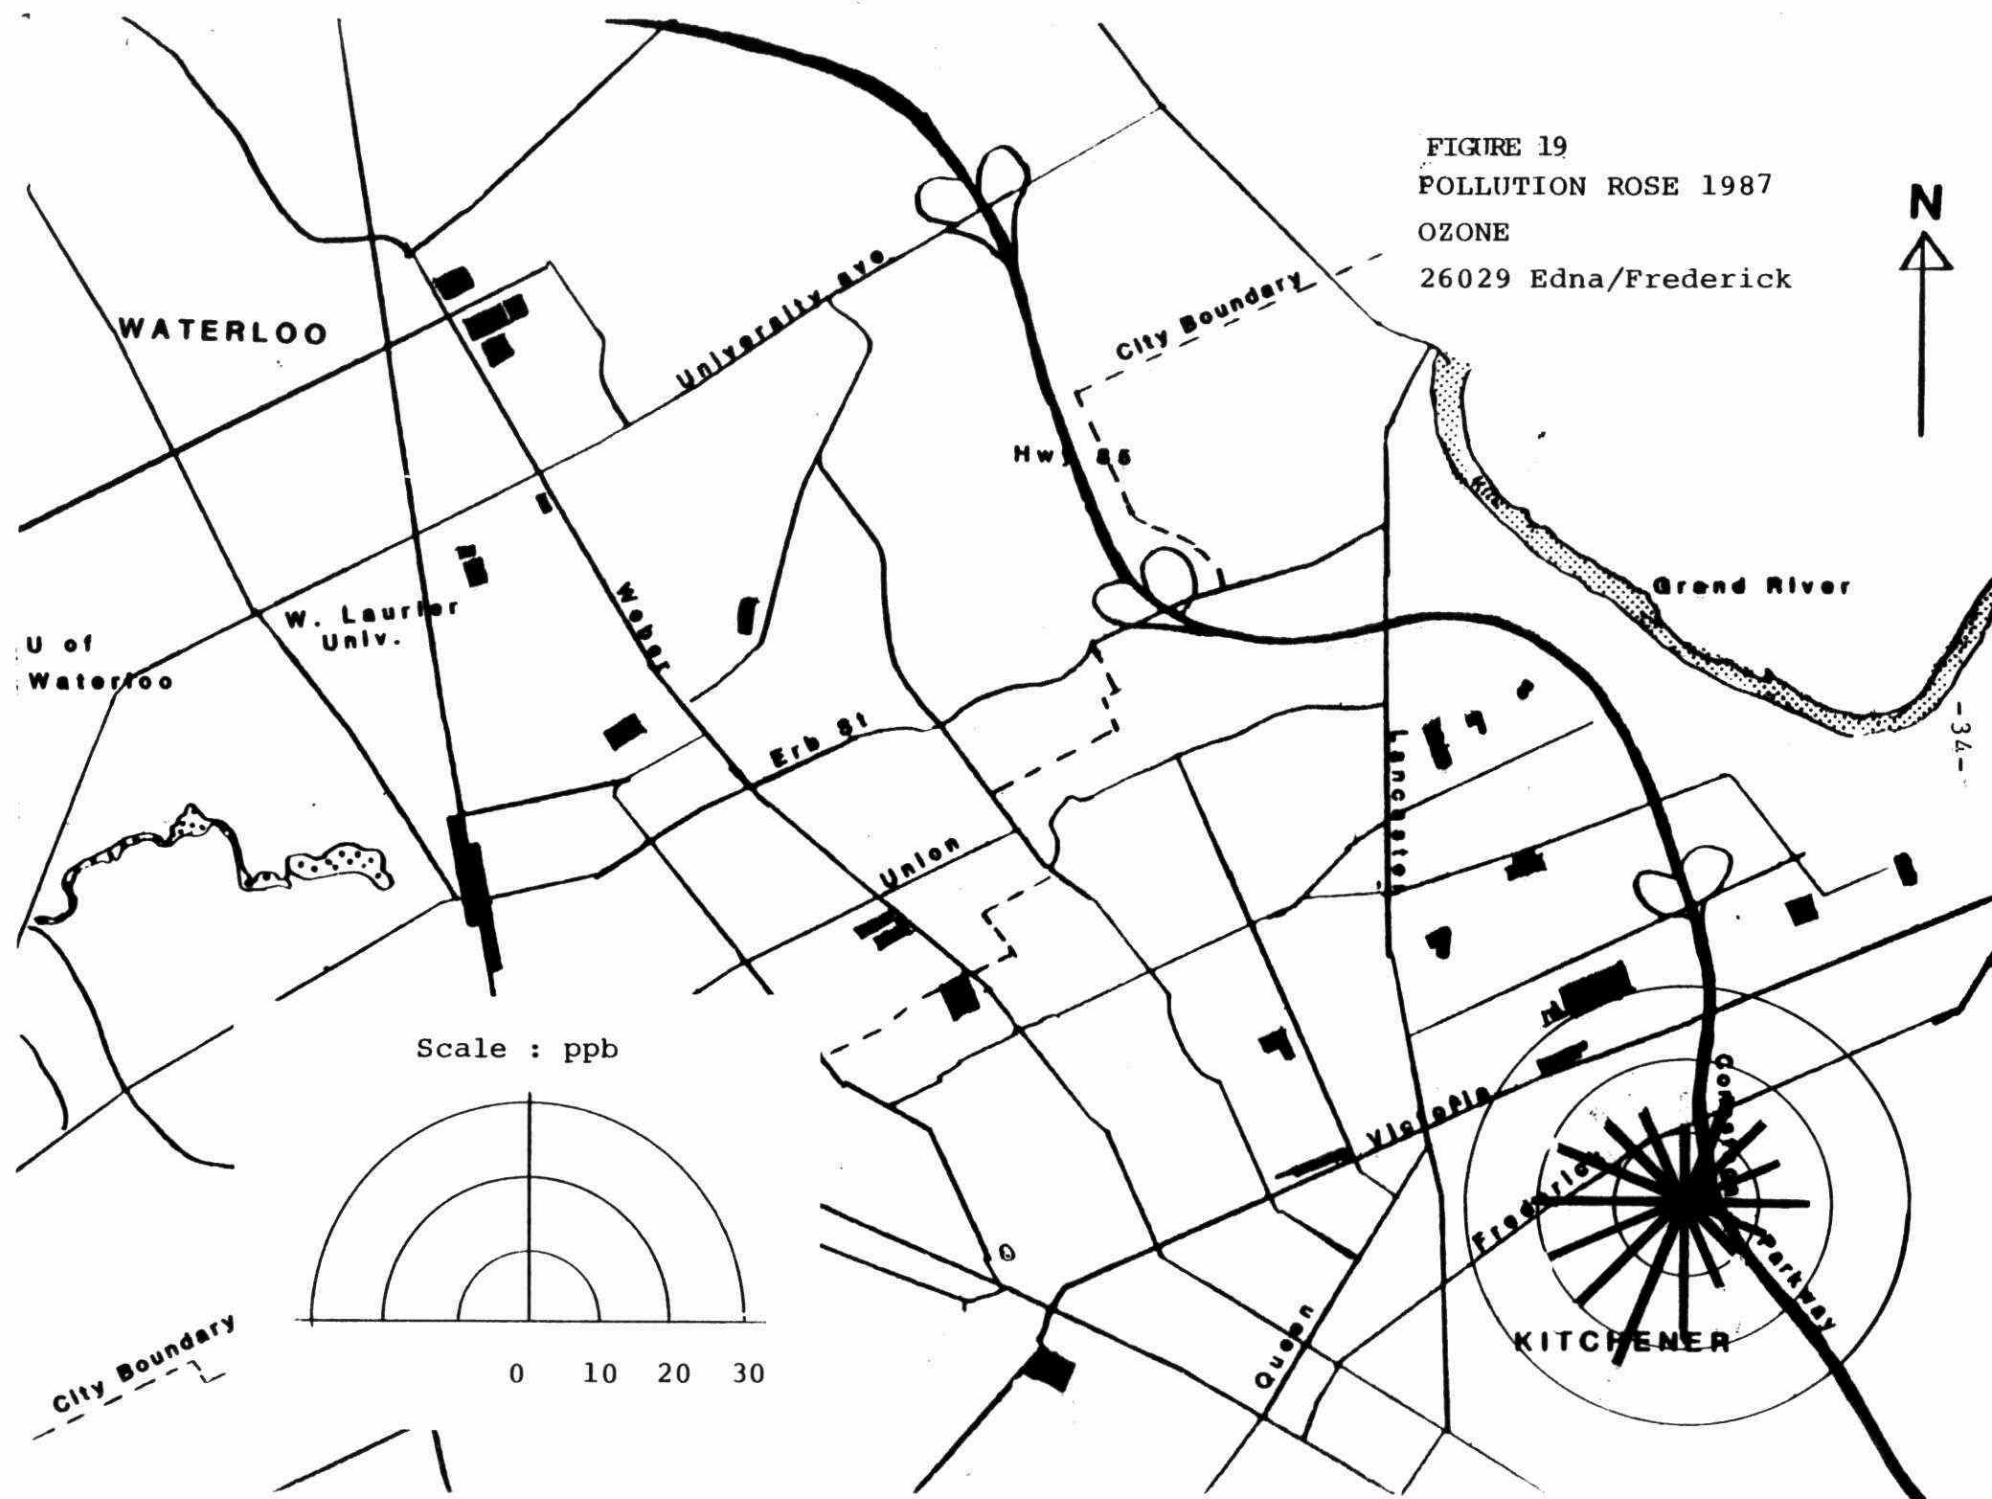 FIGURE 19
POLLUTION ROSE 1987
OZONE
26029 Edna/Frederick
N
WATERLOO
University ave
City Boundary
Hwy 85
Grand River
W. Laurier
Univ.
U of
Waterloo
Weber
Erb St
Lancaster
-34-
Union
Scale : ppb
Victoria
Frederick
Conestoga
Parkway
KITCHENER
Queen
City Boundary
0 10 20 30